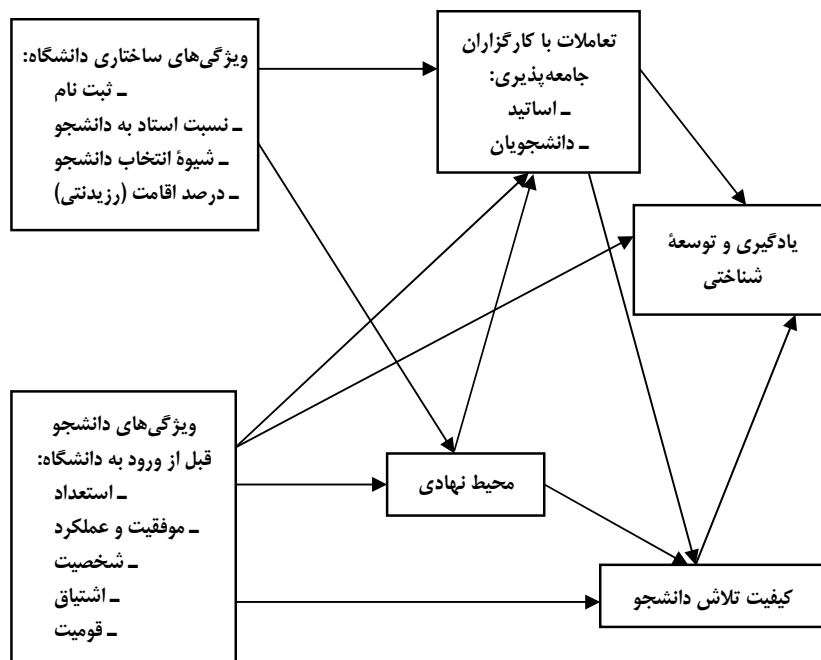 ویژگی‌های ساختاری دانشگاه:
ـ ثبت نام
ـ نسبت استاد به دانشجو
ـ شیوۀ انتخاب دانشجو
ـ درصد اقامت (رزیدنتی)
تعاملات با کارگزاران
جامعه‌پذیری:
ـ اساتید
ـ دانشجویان
یادگیری و توسعۀ
شناختی
ویژگی‌های دانشجو
قبل از ورود به دانشگاه:
ـ استعداد
ـ موفقیت و عملکرد
ـ شخصیت
ـ اشتیاق
ـ قومیت
محیط نهادی
کیفیت تلاش دانشجو